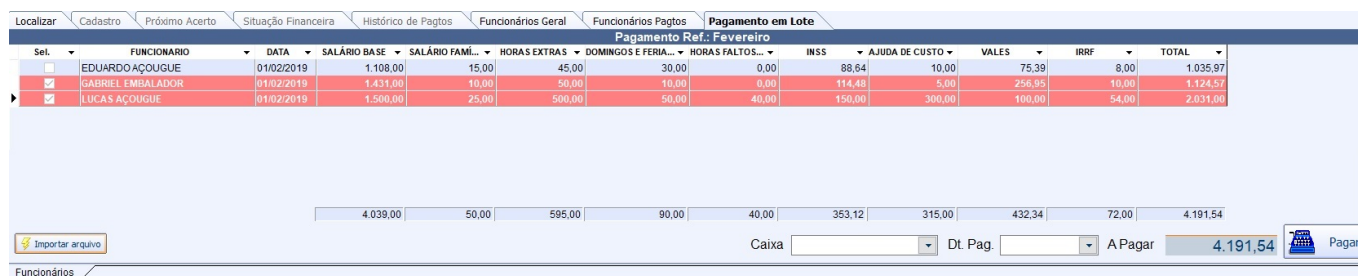 Localizar Cadastro Próximo Acerto Situação Financeira Histórico de Pagtos Funcionários Geral Funcionários Pagtos Pagamento em Lote
Pagamento Ref.: Fevereiro
Sel. FUNCIONARIO DATA SALÁRIO BASE SALÁRIO FAMÍ... HORAS EXTRAS DOMINGOS E FERIA... HORAS FALTOS... INSS AJUDA DE CUSTO VALES IRRF TOTAL
EDUARDO AÇOUGUE 01/02/2019 1.108,00 15,00 45,00 30,00 0,00 88,64 10,00 75,39 8,00 1.035,97
GABRIEL EMBALADOR 01/02/2019 1.431,00 10,00 50,00 10,00 0,00 114,48 5,00 256,95 10,00 1.124,57
LUCAS AÇOUGUE 01/02/2019 1.500,00 25,00 500,00 50,00 40,00 150,00 300,00 100,00 54,00 2.031,00
4.039,00 50,00 595,00 90,00 40,00 353,12 315,00 432,34 72,00 4.191,54
Importar arquivo Caixa Dt. Pag. A Pagar 4.191,54 Pagar
Funcionários